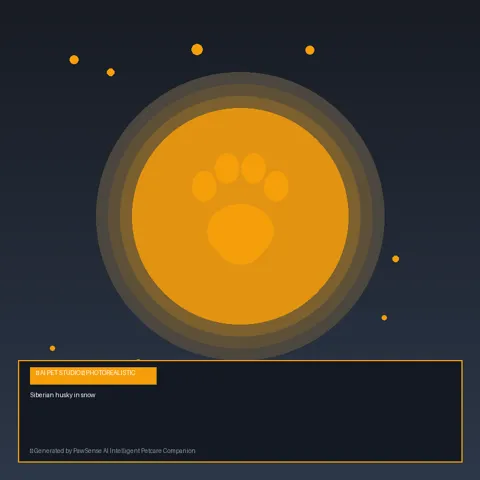 AI PET STUDIO PHOTOREALISTIC
Siberian husky in snow
Generated by PawSense AI Intelligent Petcare Companion